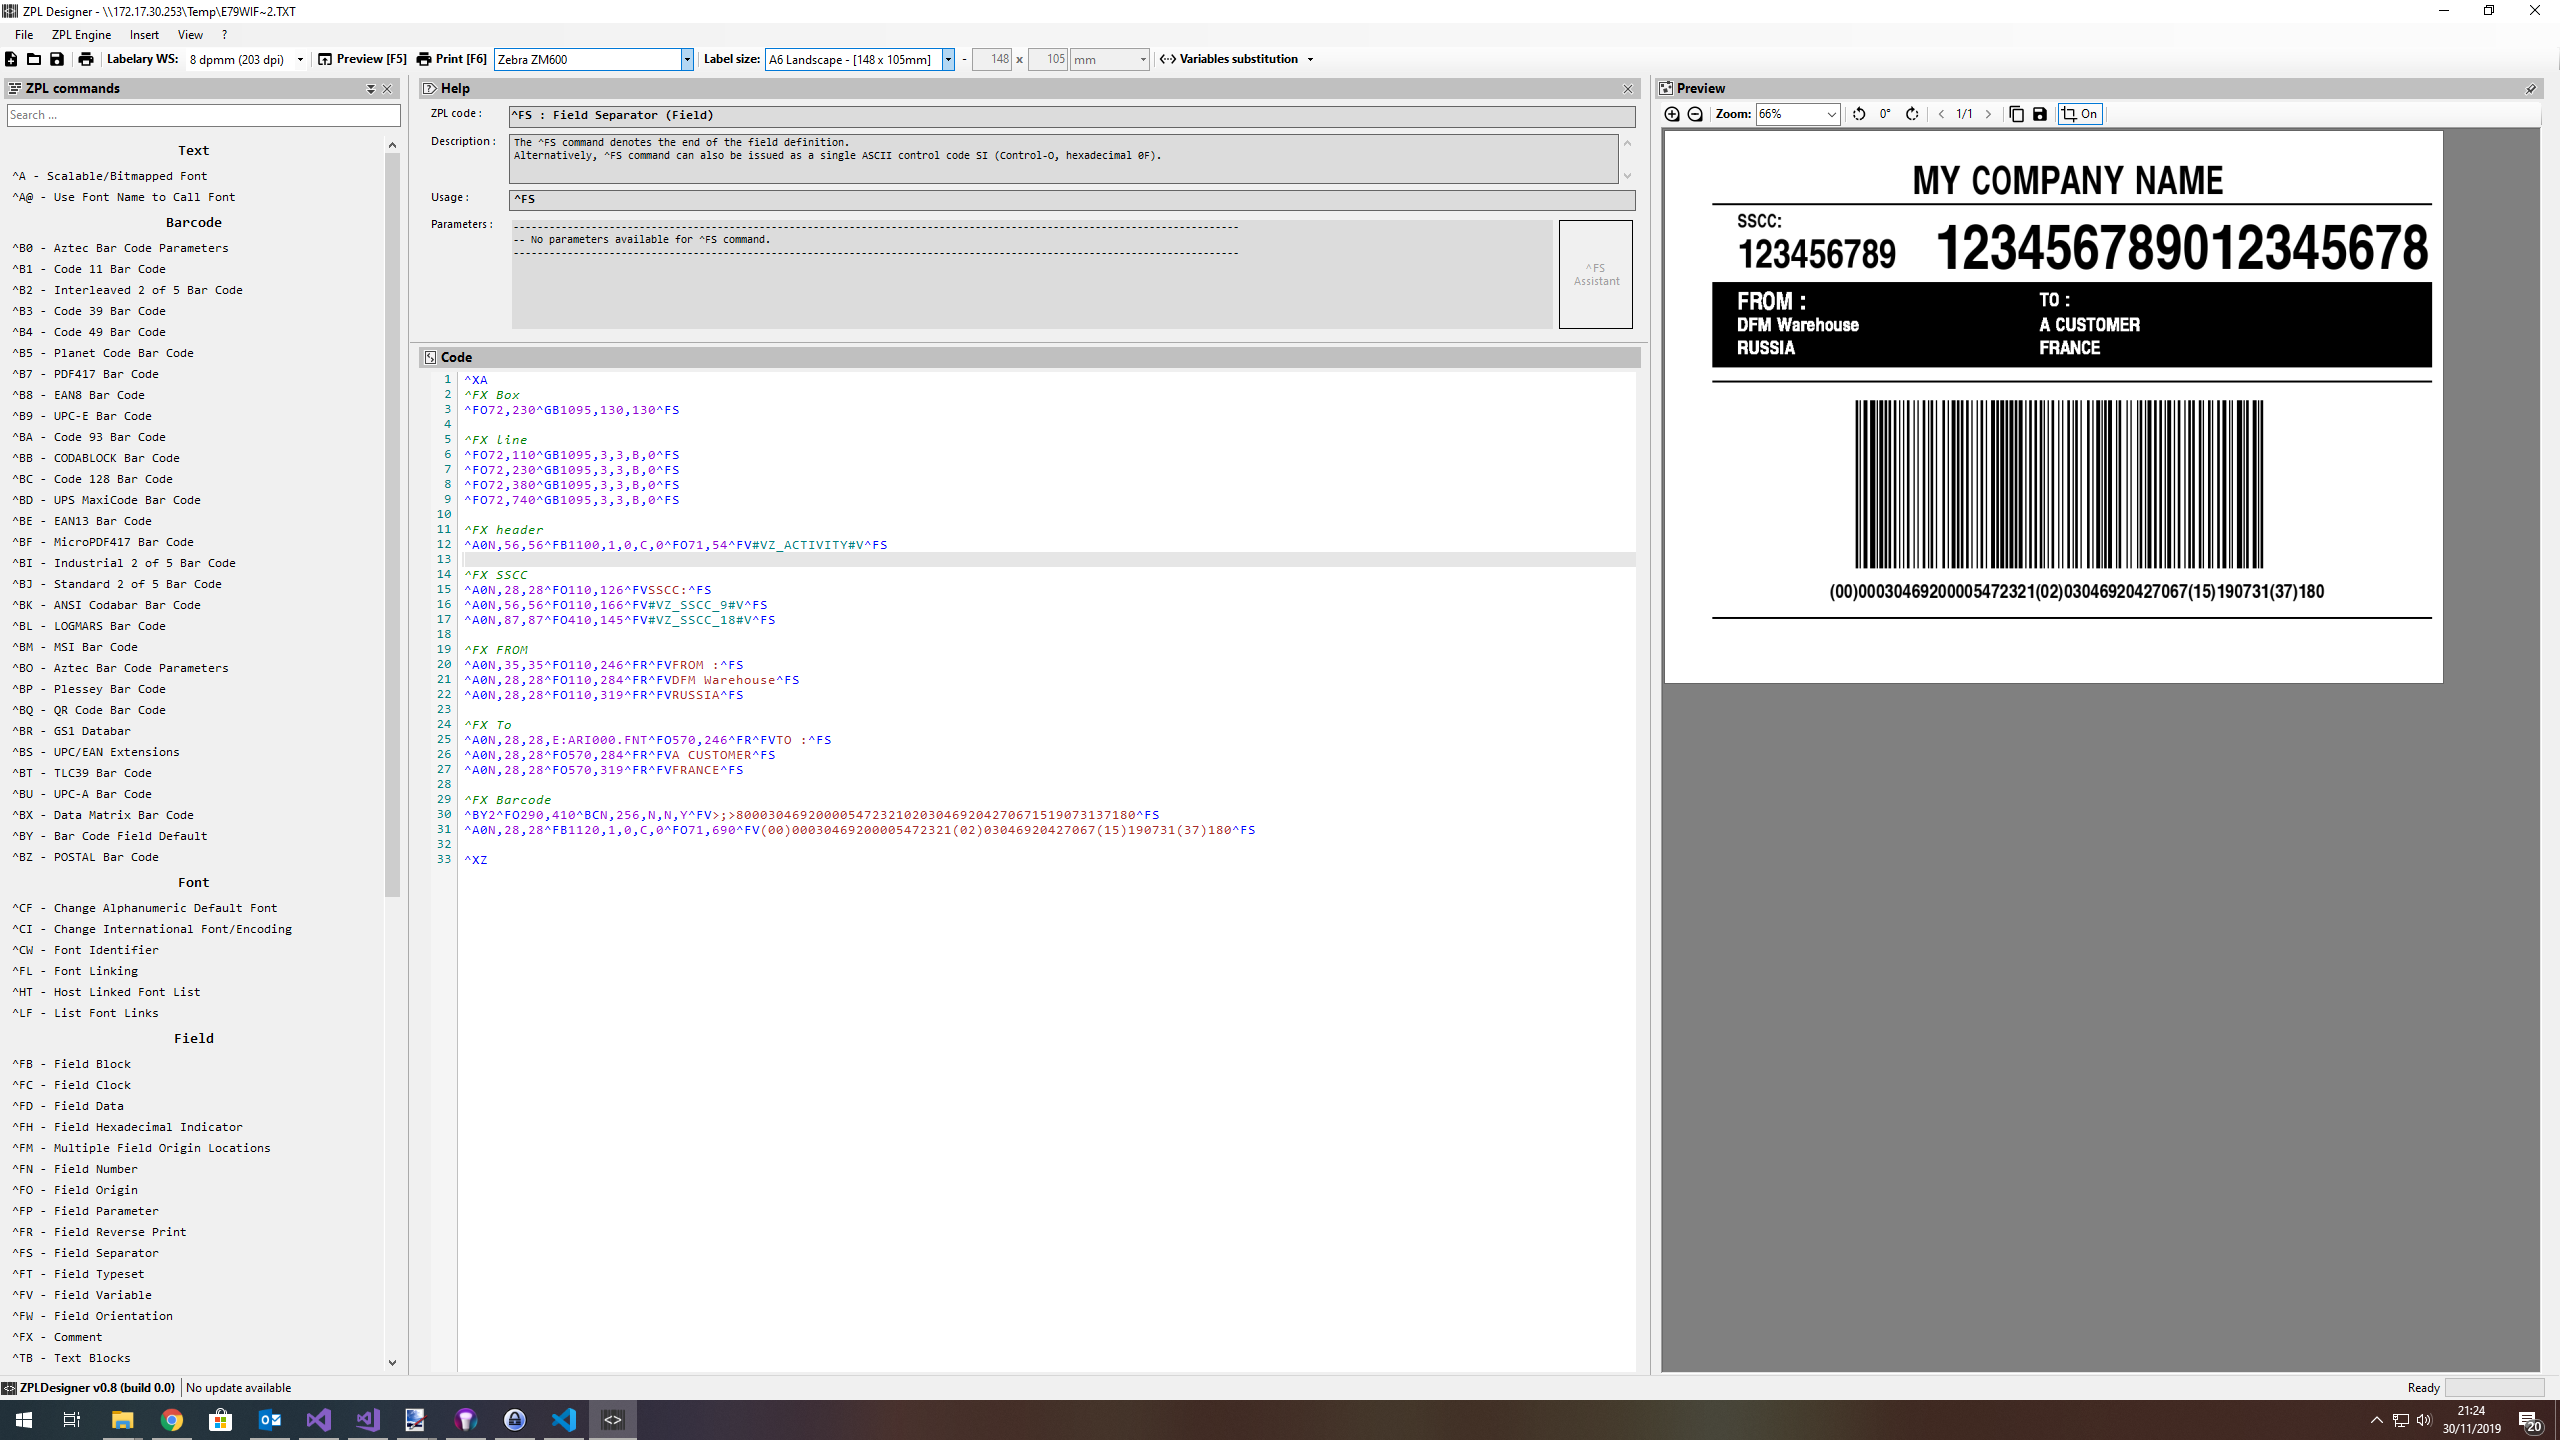 ZPL Designer - \\172.17.30.253\Temp\E79WIF~2.TXT
File ZPL Engine Insert View ?
Labelary WS: 8 dpmm (203 dpi) Preview [F5] Print [F6] Zebra ZM600 Label size: A6 Landscape - [148 x 105mm] - 148 x 105 mm Variables substitution
ZPL commands
Search ...
Text
^A - Scalable/Bitmapped Font
^A@ - Use Font Name to Call Font
Barcode
^B0 - Aztec Bar Code Parameters
^B1 - Code 11 Bar Code
^B2 - Interleaved 2 of 5 Bar Code
^B3 - Code 39 Bar Code
^B4 - Code 49 Bar Code
^B5 - Planet Code Bar Code
^B7 - PDF417 Bar Code
^B8 - EAN8 Bar Code
^B9 - UPC-E Bar Code
^BA - Code 93 Bar Code
^BB - CODABLOCK Bar Code
^BC - Code 128 Bar Code
^BD - UPS MaxiCode Bar Code
^BE - EAN13 Bar Code
^BF - MicroPDF417 Bar Code
^BI - Industrial 2 of 5 Bar Code
^BJ - Standard 2 of 5 Bar Code
^BK - ANSI Codabar Bar Code
^BL - LOGMARS Bar Code
^BM - MSI Bar Code
^BO - Aztec Bar Code Parameters
^BP - Plessey Bar Code
^BQ - QR Code Bar Code
^BR - GS1 Databar
^BS - UPC/EAN Extensions
^BT - TLC39 Bar Code
^BU - UPC-A Bar Code
^BX - Data Matrix Bar Code
^BY - Bar Code Field Default
^BZ - POSTAL Bar Code
Font
^CF - Change Alphanumeric Default Font
^CI - Change International Font/Encoding
^CW - Font Identifier
^FL - Font Linking
^HT - Host Linked Font List
^LF - List Font Links
Field
^FB - Field Block
^FC - Field Clock
^FD - Field Data
^FH - Field Hexadecimal Indicator
^FM - Multiple Field Origin Locations
^FN - Field Number
^FO - Field Origin
^FP - Field Parameter
^FR - Field Reverse Print
^FS - Field Separator
^FT - Field Typeset
^FV - Field Variable
^FW - Field Orientation
^FX - Comment
^TB - Text Blocks
Help
ZPL code : ^FS : Field Separator (Field)
Description : The ^FS command denotes the end of the field definition.
Alternatively, ^FS command can also be issued as a single ASCII control code SI (Control-O, hexadecimal 0F).
Usage : ^FS
Parameters :
-- No parameters available for ^FS command.
^FS
Assistant
Code
1 ^XA
2 ^FX Box
3 ^FO72,230^GB1095,130,130^FS
4
5 ^FX line
6 ^FO72,110^GB1095,3,3,B,0^FS
7 ^FO72,230^GB1095,3,3,B,0^FS
8 ^FO72,380^GB1095,3,3,B,0^FS
9 ^FO72,740^GB1095,3,3,B,0^FS
10
11 ^FX header
12 ^A0N,56,56^FB1100,1,0,C,0^FO71,54^FV#VZ_ACTIVITY#V^FS
13
14 ^FX SSCC
15 ^A0N,28,28^FO110,126^FVSSCC:^FS
16 ^A0N,56,56^FO110,166^FV#VZ_SSCC_9#V^FS
17 ^A0N,87,87^FO410,145^FV#VZ_SSCC_18#V^FS
18
19 ^FX FROM
20 ^A0N,35,35^FO110,246^FR^FVFROM :^FS
21 ^A0N,28,28^FO110,284^FR^FVDFM Warehouse^FS
22 ^A0N,28,28^FO110,319^FR^FVRUSSIA^FS
23
24 ^FX To
25 ^A0N,28,28,E:ARI000.FNT^FO570,246^FR^FVTO :^FS
26 ^A0N,28,28^FO570,284^FR^FVA CUSTOMER^FS
27 ^A0N,28,28^FO570,319^FR^FVFRANCE^FS
28
29 ^FX Barcode
30 ^BY2^FO290,410^BCN,256,N,N,Y^FV>;>800030469200005472321020304692042706715190731​37180^FS
31 ^A0N,28,28^FB1120,1,0,C,0^FO71,690^FV(00)00030469200005472321(02)03046920427067(15)190731(37)180^FS
32
33 ^XZ
Preview
Zoom: 66% 0° 1/1 On
MY COMPANY NAME
SSCC:
123456789 123456789012345678
FROM : TO :
DFM Warehouse A CUSTOMER
RUSSIA FRANCE
(00)00030469200005472321(02)03046920427067(15)190731(37)180
ZPLDesigner v0.8 (build 0.0) No update available Ready
21:24
30/11/2019
20